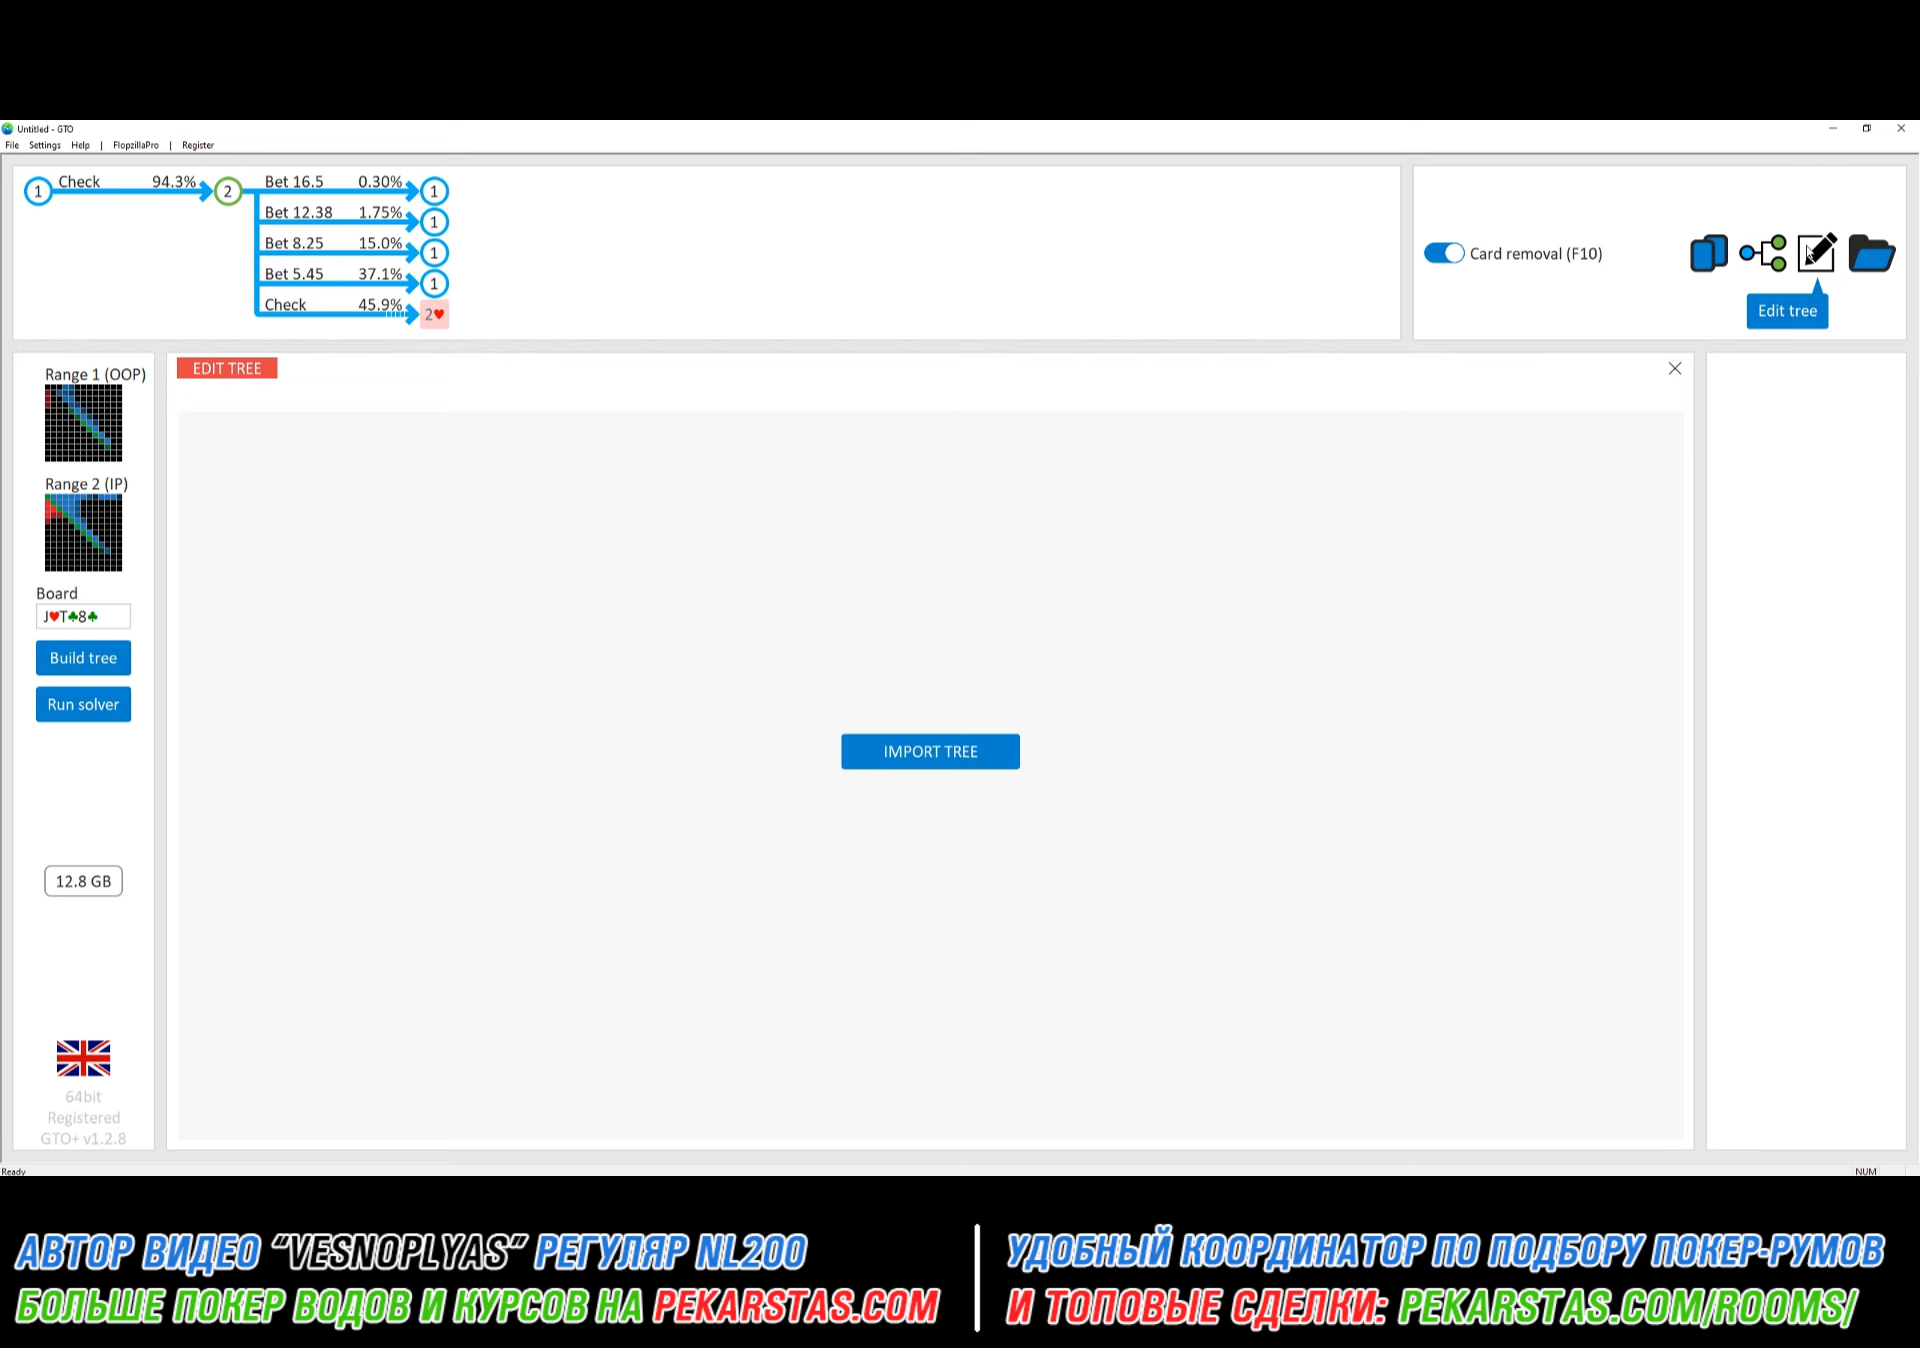 Untitled - GTO
File Settings Help | FlopzillaPro | Register
1 Check 94.3% 2 Bet 16.5 0.30% 1
Bet 12.38 1.75% 1
Bet 8.25 15.0% 1
Bet 5.45 37.1% 1
Check 45.9% 2♥
Card removal (F10)
Edit tree
Range 1 (OOP)
Range 2 (IP)
Board
J♥T♣8♣
Build tree
Run solver
12.8 GB
64bit
Registered
GTO+ v1.2.8
EDIT TREE
IMPORT TREE
Ready
NUM
АВТОР ВИДЕО “VESNOPLYAS” РЕГУЛЯР NL200
БОЛЬШЕ ПОКЕР ВОДОВ И КУРСОВ НА PEKARSTAS.COM
УДОБНЫЙ КООРДИНАТОР ПО ПОДБОРУ ПОКЕР-РУМОВ
И ТОПОВЫЕ СДЕЛКИ: PEKARSTAS.COM/ROOMS/